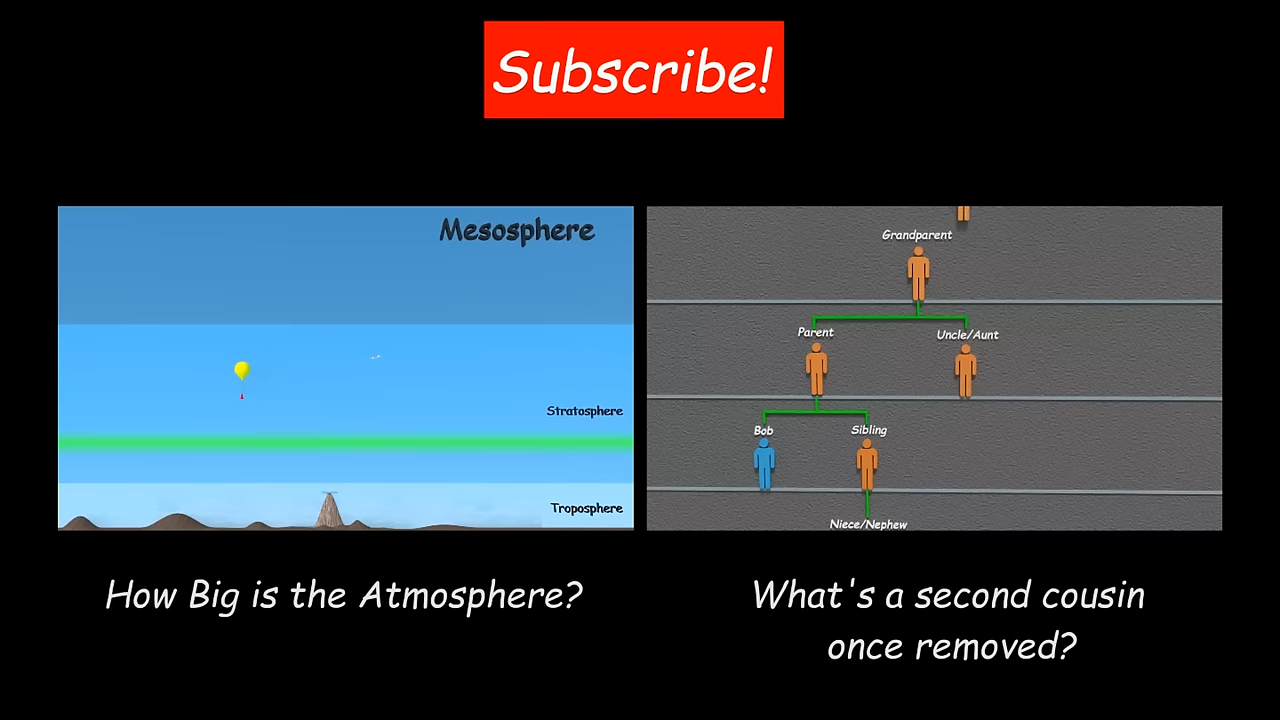 Subscribe!
Mesosphere
Stratosphere
Troposphere
Grandparent
Parent
Uncle/Aunt
Bob
Sibling
Niece/Nephew
How Big is the Atmosphere?
What's a second cousin
once removed?